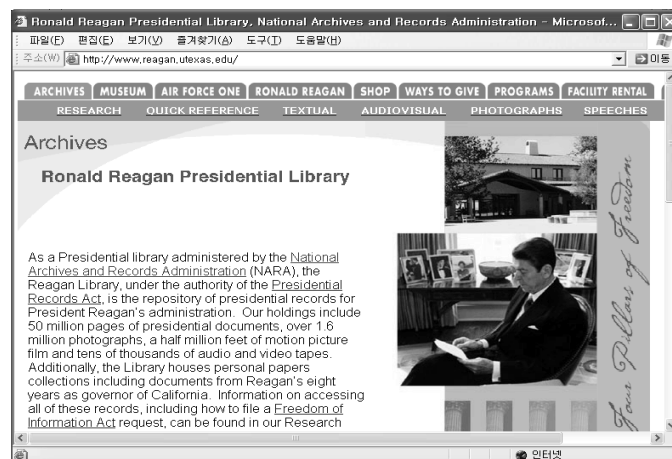 Ronald Reagan Presidential Library, National Archives and Records Administration - Microsof...
파일(F) 편집(E) 보기(V) 즐겨찾기(A) 도구(T) 도움말(H)
주소(W) http://www.reagan.utexas.edu/ 이동
ARCHIVES MUSEUM AIR FORCE ONE RONALD REAGAN SHOP WAYS TO GIVE PROGRAMS FACILITY RENTAL
RESEARCH QUICK REFERENCE TEXTUAL AUDIOVISUAL PHOTOGRAPHS SPEECHES
Archives
Ronald Reagan Presidential Library
As a Presidential library administered by the National
Archives and Records Administration (NARA), the
Reagan Library, under the authority of the Presidential
Records Act, is the repository of presidential records for
President Reagan's administration. Our holdings include
50 million pages of presidential documents, over 1.6
million photographs, a half million feet of motion picture
film and tens of thousands of audio and video tapes.
Additionally, the Library houses personal papers
collections including documents from Reagan's eight
years as governor of California. Information on accessing
all of these records, including how to file a Freedom of
Information Act request, can be found in our Research
Four Pillars of Freedom
인터넷